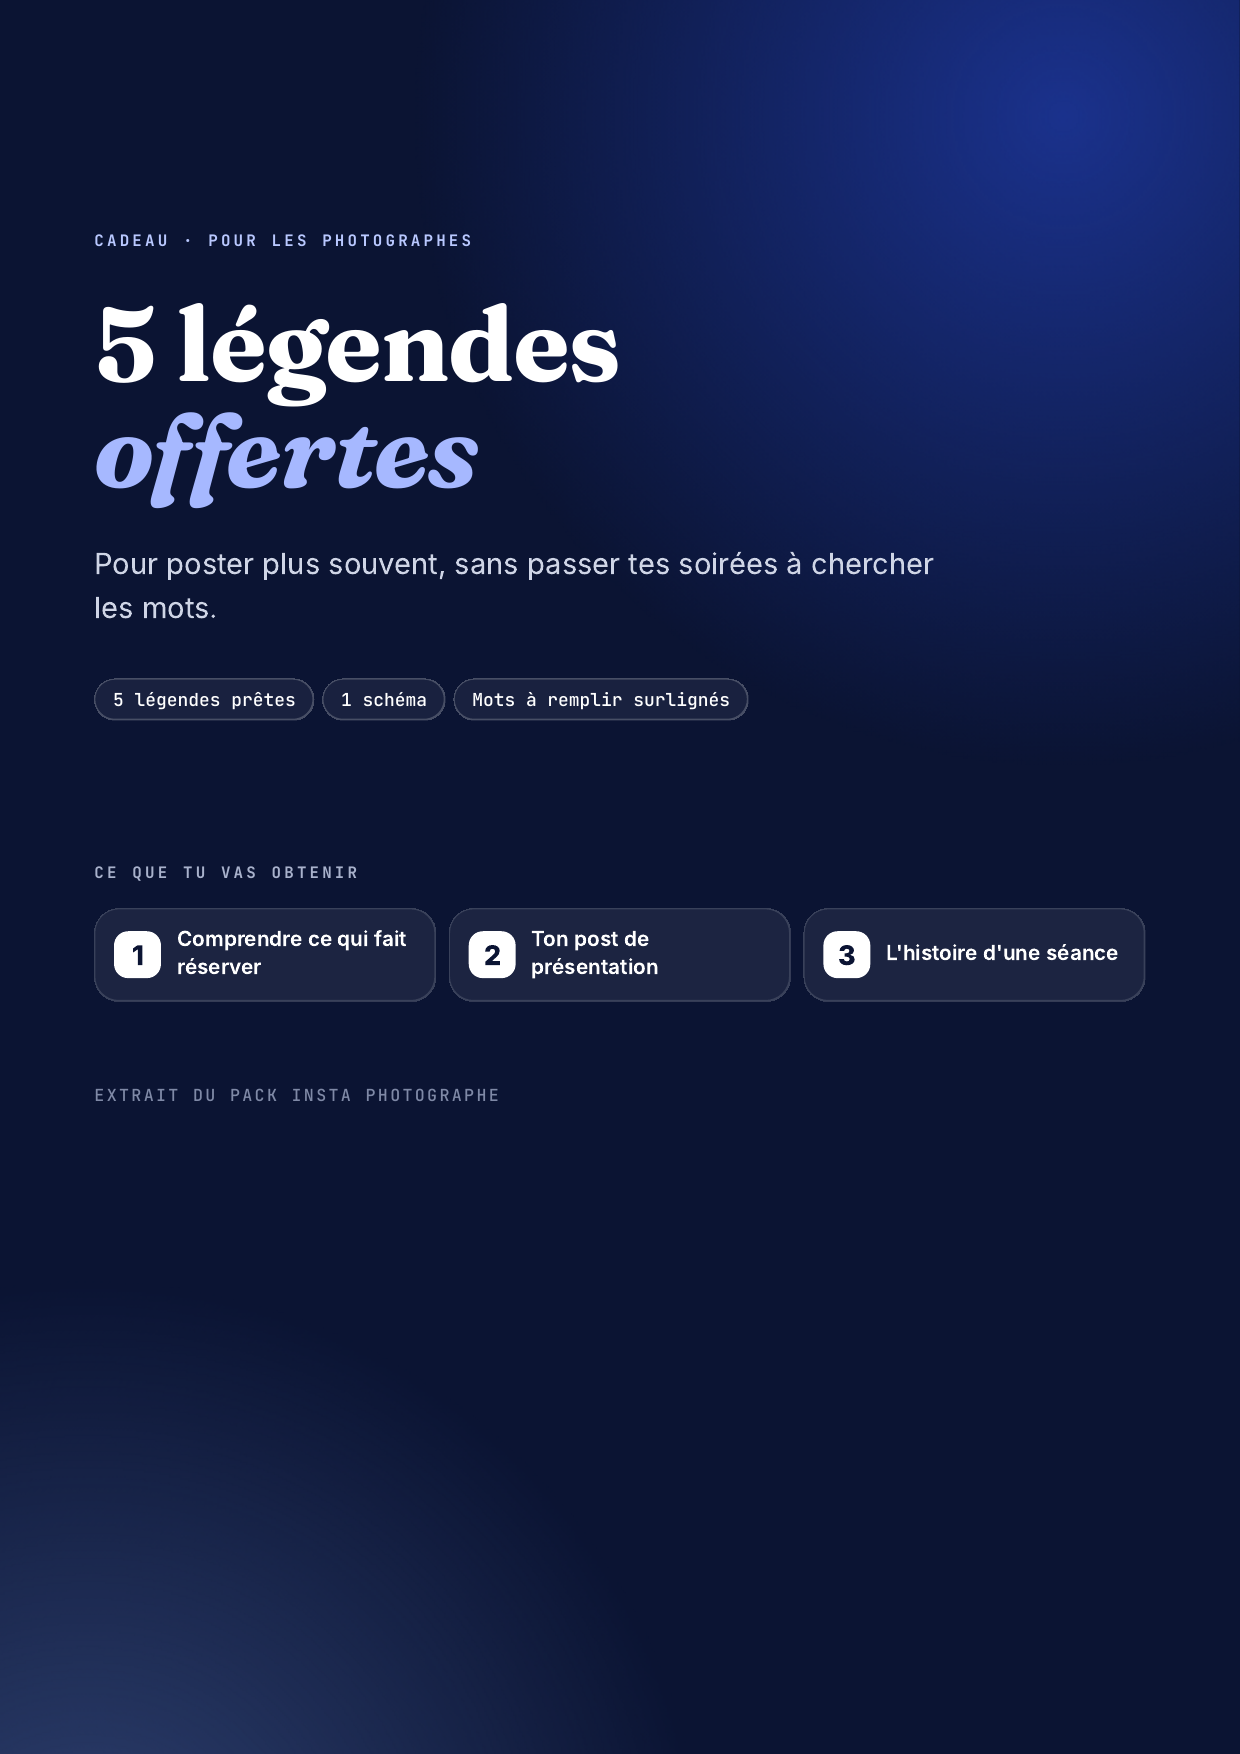 CADEAU · POUR LES PHOTOGRAPHES
5 légendes
offertes
Pour poster plus souvent, sans passer tes soirées à chercher
les mots.
5 légendes prêtes
1 schéma
Mots à remplir surlignés
CE QUE TU VAS OBTENIR
1
Comprendre ce qui fait
réserver
2
Ton post de
présentation
3
L'histoire d'une séance
EXTRAIT DU PACK INSTA PHOTOGRAPHE